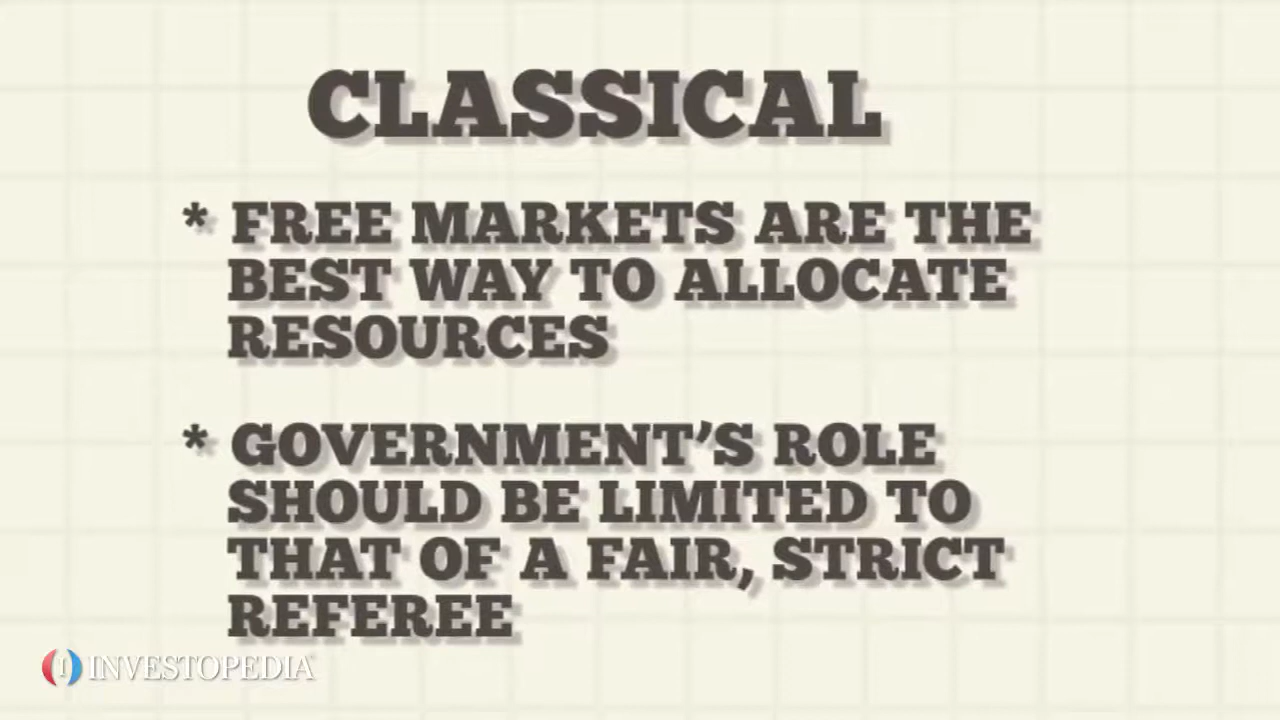 CLASSICAL
* FREE MARKETS ARE THE
BEST WAY TO ALLOCATE
RESOURCES
* GOVERNMENT'S ROLE
SHOULD BE LIMITED TO
THAT OF A FAIR, STRICT
REFEREE
I INVESTOPEDIA